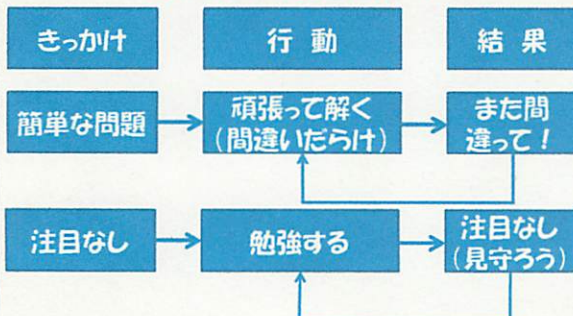 きっかけ
行動
結果
簡単な問題
頑張って解く
(間違いだらけ)
また間
違って！
注目なし
勉強する
注目なし
(見守ろう)